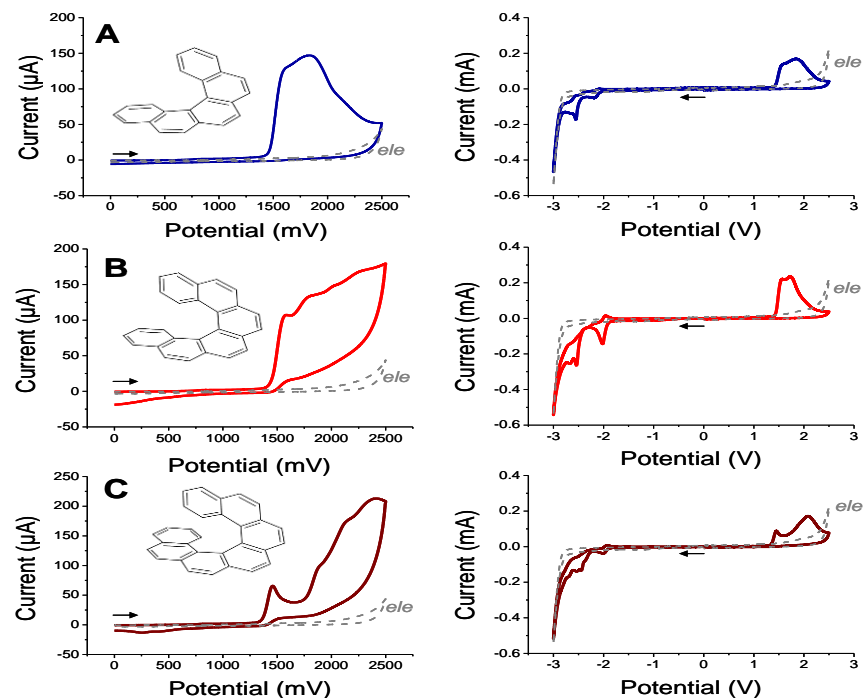 A
Current (µA)
200
150
100
50
0
-50
ele
0 500 1000 1500 2000 2500
Potential (mV)
Current (mA)
0.4
0.2
0.0
-0.2
-0.4
-0.6
ele
-3 -2 -1 0 1 2 3
Potential (V)
B
Current (µA)
200
150
100
50
0
-50
ele
0 500 1000 1500 2000 2500
Potential (mV)
Current (mA)
0.4
0.2
0.0
-0.2
-0.4
-0.6
ele
-3 -2 -1 0 1 2 3
Potential (V)
C
Current (µA)
250
200
150
100
50
0
-50
ele
0 500 1000 1500 2000 2500
Potential (mV)
Current (mA)
0.4
0.2
0.0
-0.2
-0.4
-0.6
ele
-3 -2 -1 0 1 2 3
Potential (V)